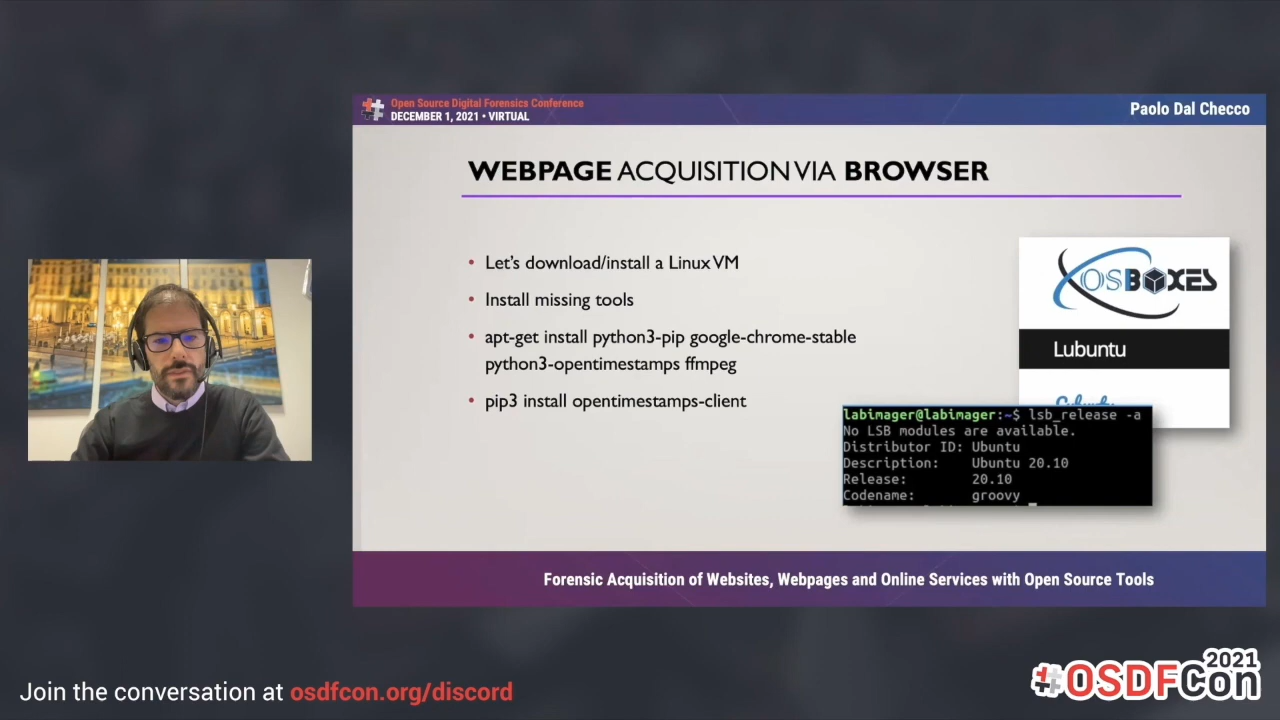 Open Source Digital Forensics Conference
DECEMBER 1, 2021 • VIRTUAL
Paolo Dal Checco
WEBPAGE ACQUISITION VIA BROWSER
• Let's download/install a Linux VM
• Install missing tools
• apt-get install python3-pip google-chrome-stable
python3-opentimestamps ffmpeg
• pip3 install opentimestamps-client
OSBOXES
Lubuntu
labimager@labimager:~$ lsb_release -a
No LSB modules are available.
Distributor ID: Ubuntu
Description: Ubuntu 20.10
Release: 20.10
Codename: groovy
Forensic Acquisition of Websites, Webpages and Online Services with Open Source Tools
Join the conversation at osdfcon.org/discord
2021
OSDFCon